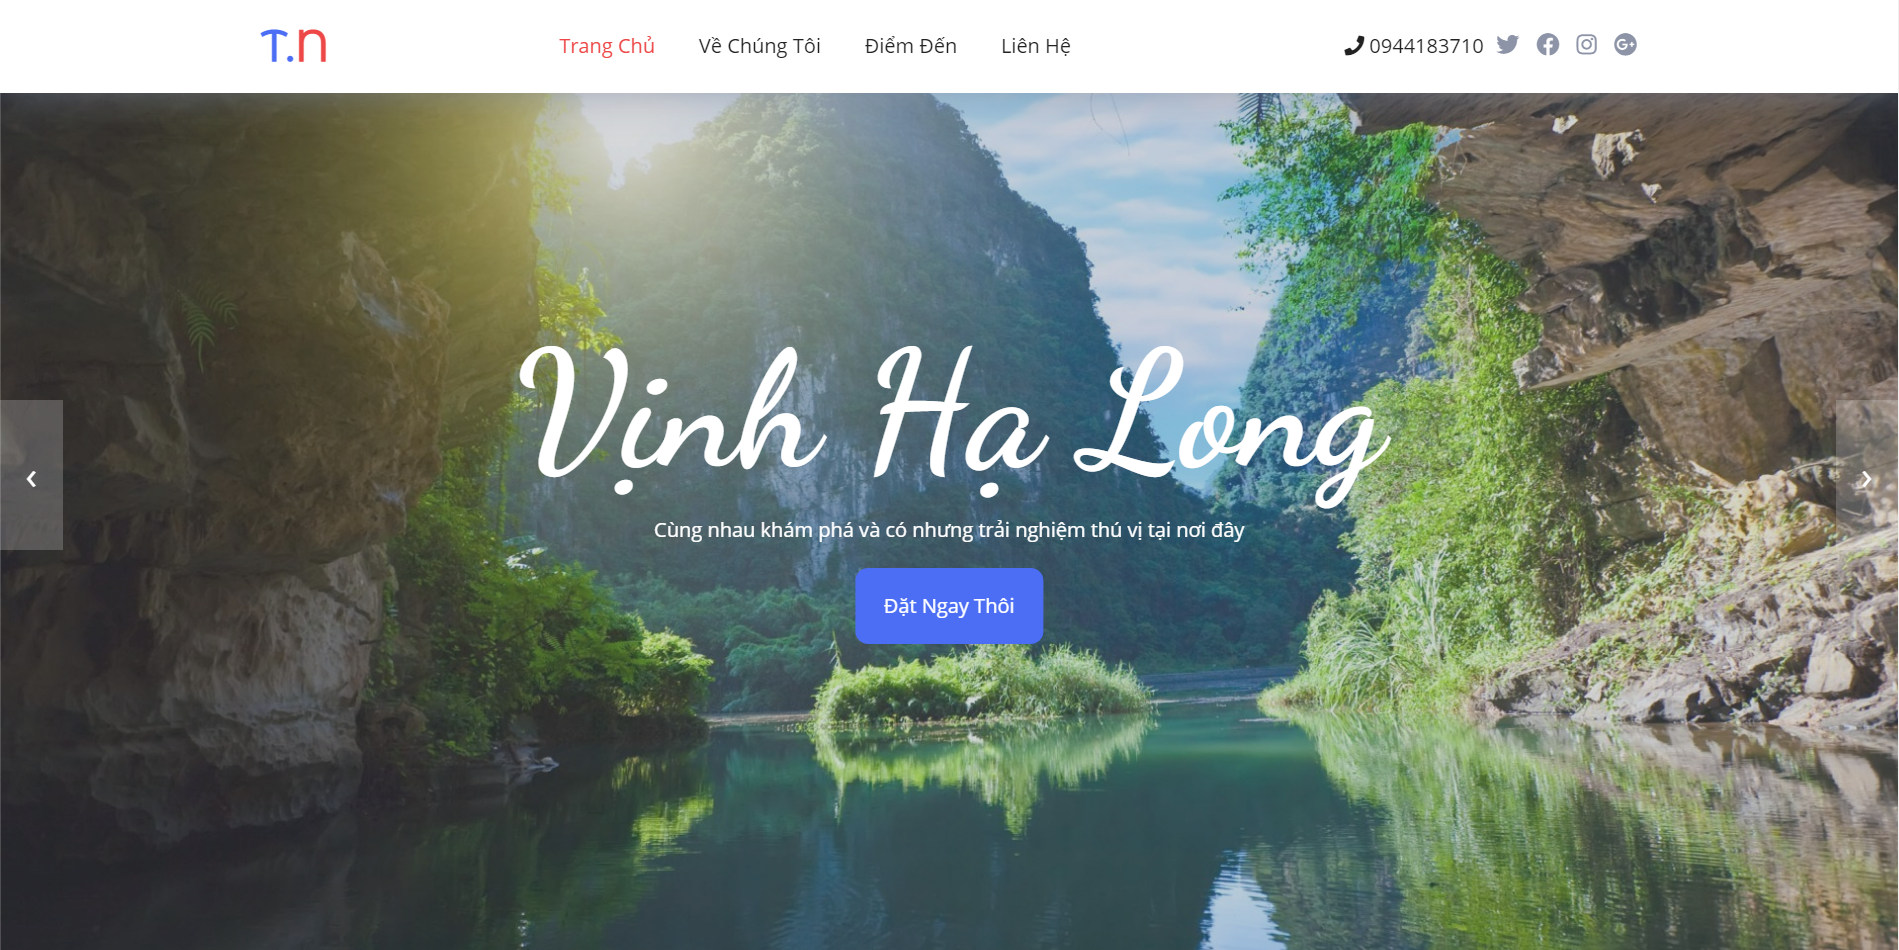 T.n
Trang Chủ Về Chúng Tôi Điểm Đến Liên Hệ 0944183710
Vịnh Hạ Long
Cùng nhau khám phá và có nhưng trải nghiệm thú vị tại nơi đây
Đặt Ngay Thôi